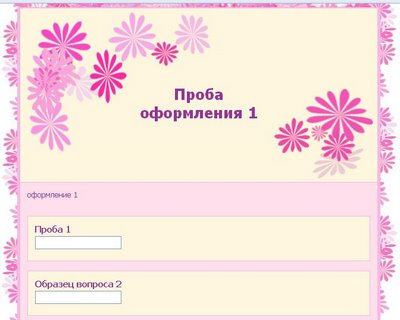 Проба
оформления 1
оформление 1
Проба 1
Образец вопроса 2